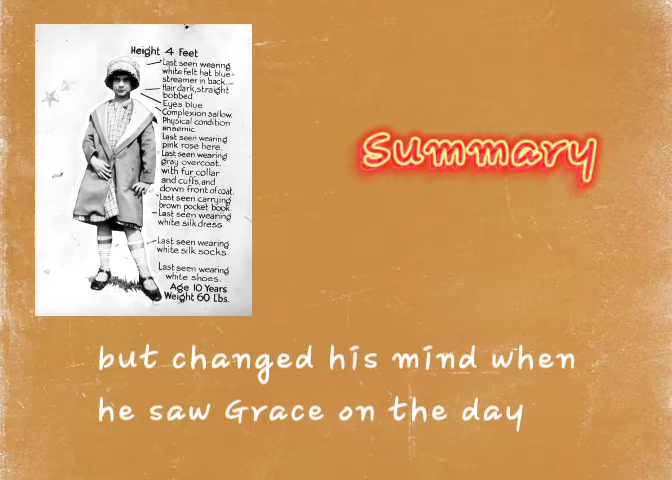 Height 4 Feet
Last seen wearing
white felt hat blue
streamer in back.
Hair dark, straight
bobbed.
Eyes blue
Complexion sallow.
Physical condition
anaemic.
Last seen wearing
pink rose here.
Last seen wearing
gray overcoat.
with fur collar
and cuffs, and
down front of coat.
Last seen carrying
brown pocket book.
Last seen wearing
white silk dress.
Last seen wearing
white silk socks.
Last seen wearing
white shoes.
Age 10 Years
Weight 60 Lbs.
Summary
but changed his mind when
he saw Grace on the day